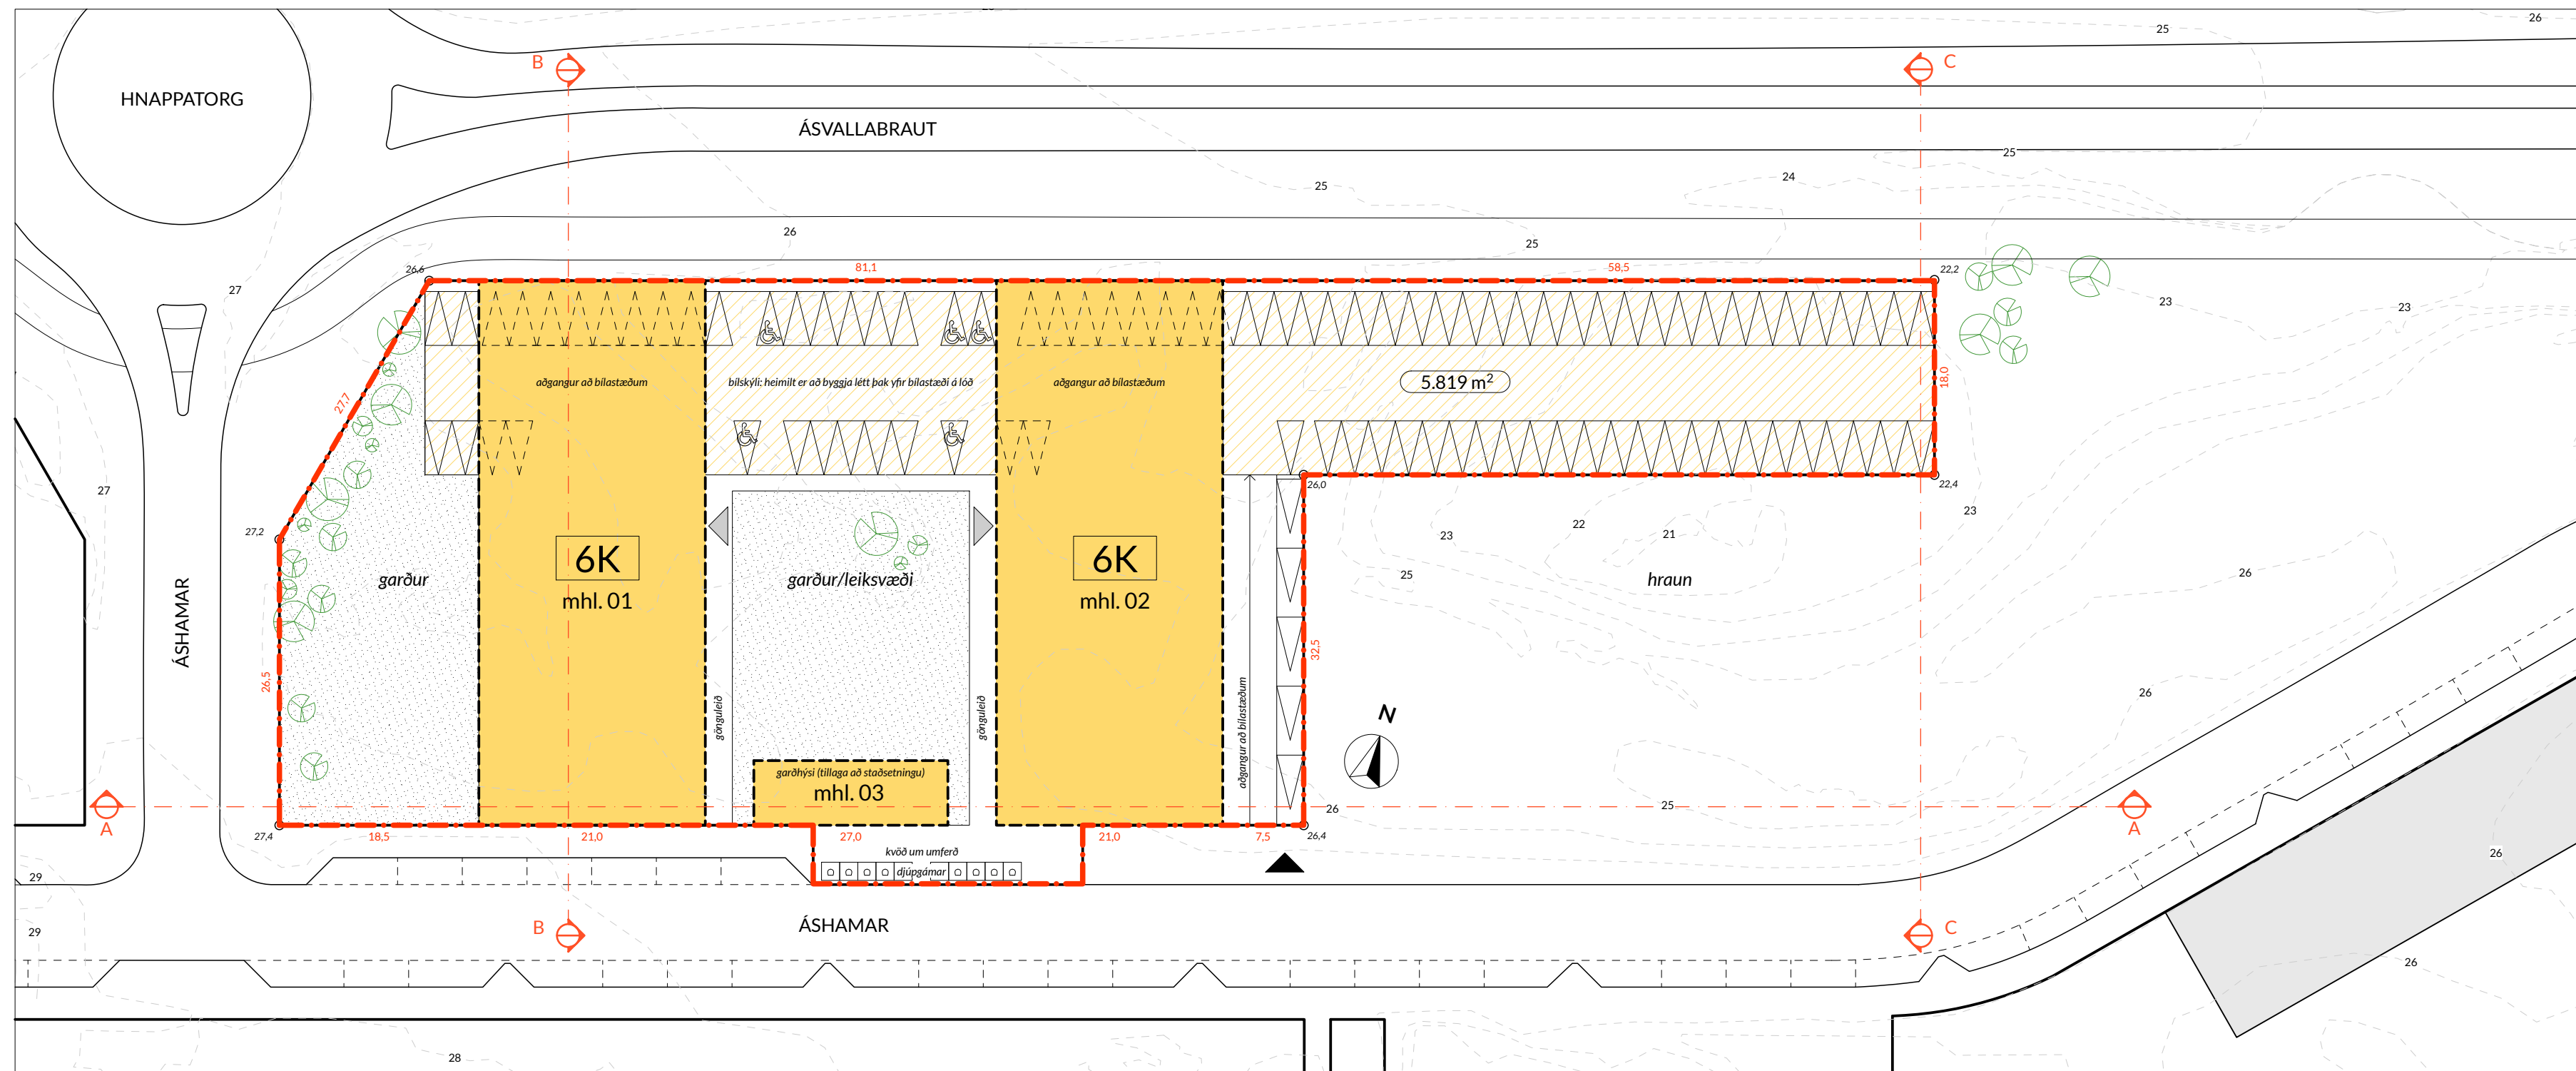 25
26
B
C
HNAPPATORG
ÁSVALLABRAUT
25
24
25
26
25
27
26,6
81,1
58,5
22,2
23
23
aðgangur að bílastæðum
bílskýli: heimilt er að byggja létt þak yfir bílastæði á lóð
aðgangur að bílastæðum
5.819 m²
18,0
27,7
27
26,0
22,4
23
27,2
22
21
23
6K
6K
garður
garður/leiksvæði
25
hraun
26
mhl. 01
mhl. 02
ÁSHAMAR
26,5
32,5
26
gönguleið
gönguleið
aðgangur að bílastæðum
N
garðhýsi (tillaga að staðsetningu)
mhl. 03
A
26
25
A
27,4
18,5
21,0
27,0
21,0
7,5
26,4
kvöð um umferð
djúpgámar
26
29
B
ÁSHAMAR
C
29
26
28